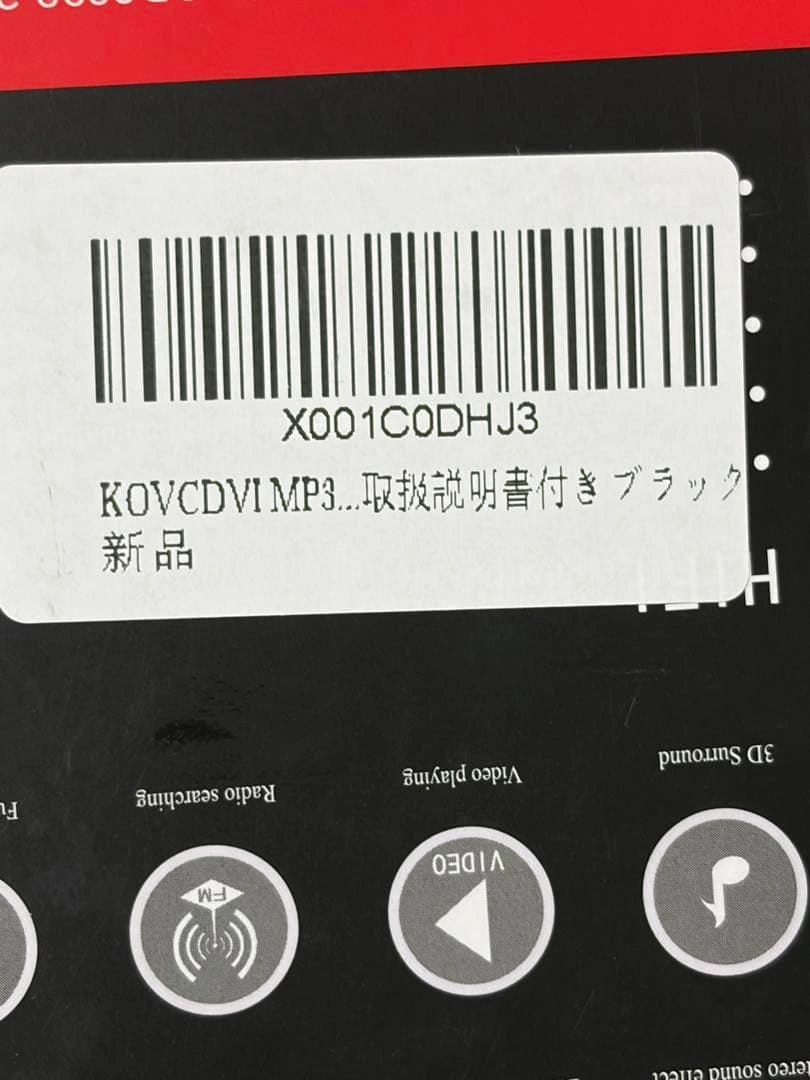 X001C0DHJ3
KOVCDVI MP3...取扱説明書付き ブラック
新品
3D Surround
Video playing
Radio searching
VIDEO
FM